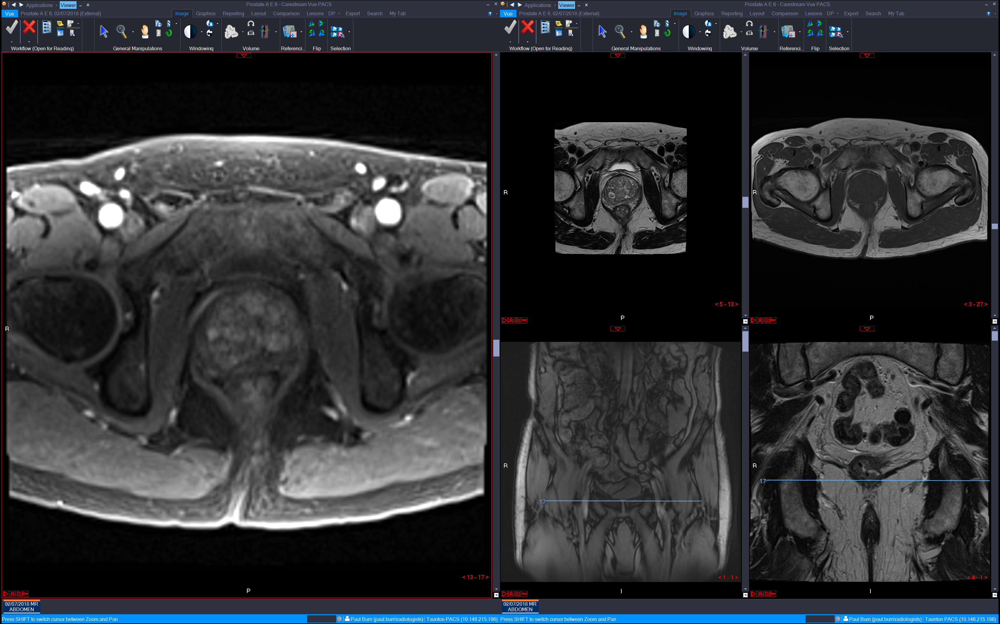 Applications Viewer Prostate A E 6 - Carestream Vue PACS
Vue Prostate A E 6, 02/07/2018 (External) Image Graphics Reporting Layout Comparison Lesions DP Export Search My Tab
Workflow (Open for Reading) General Manipulations Windowing Volume Referenci... Flip Selection
R
< 13 - 17 >
P
02/07/2018 MR
ABDOMEN
Press SHIFT to switch cursor between Zoom and Pan Paul Burn (paul.burn\radiologists) Taunton PACS (10.146.215.196)
Applications Viewer Prostate A E 6 - Carestream Vue PACS
Vue Prostate A E 6, 02/07/2018 (External) Image Graphics Reporting Layout Comparison Lesions DP Export Search My Tab
Workflow (Open for Reading) General Manipulations Windowing Volume Referenci... Flip Selection
R
< 5 - 13 >
P
R
< 3 - 27 >
P
R
17
< 1 - 1 >
I
R
17
< 4 - 1 >
I
02/07/2018 MR
ABDOMEN
Press SHIFT to switch cursor between Zoom and Pan Paul Burn (paul.burn\radiologists) Taunton PACS (10.146.215.196)